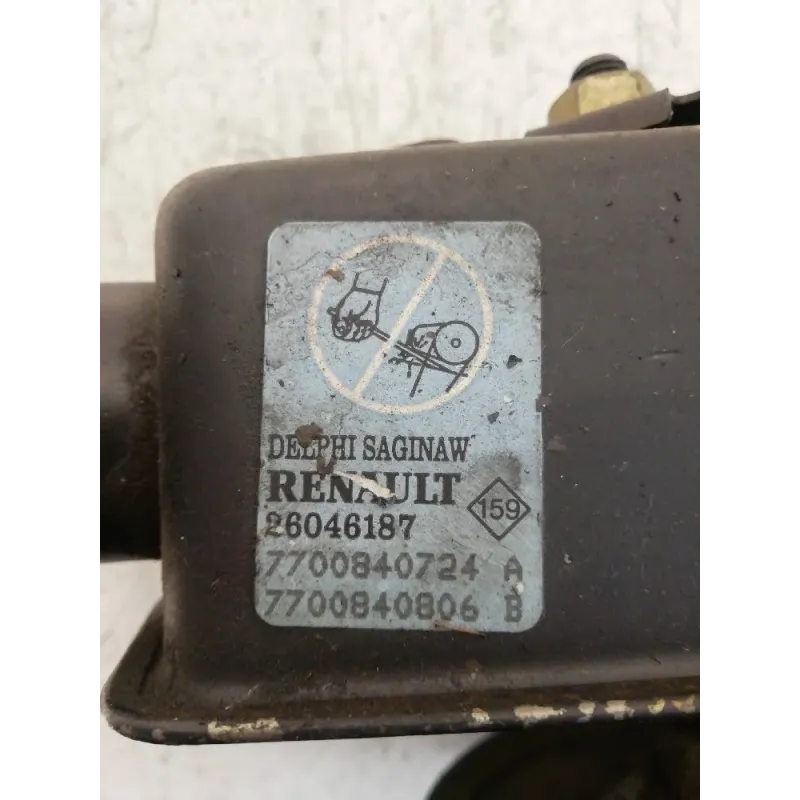 DELPHI SAGINAW
RENAULT
159
26046187
7700840724 A
7700840806 B